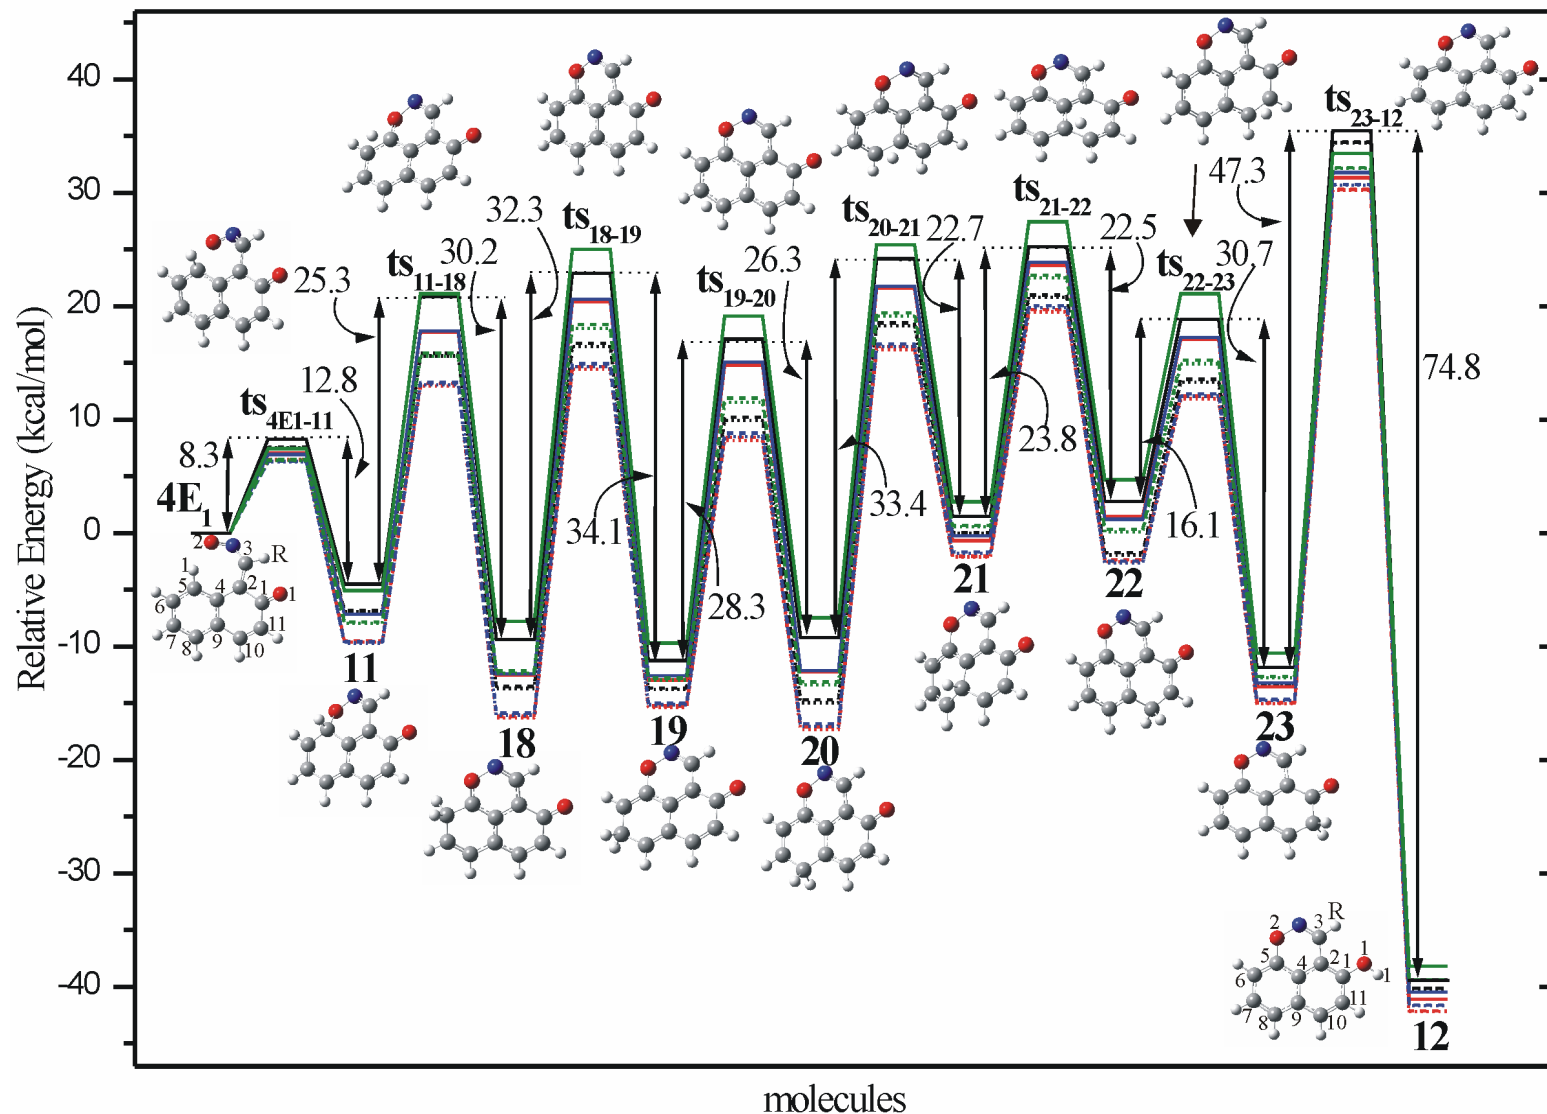 Relative Energy (kcal/mol)
40
30
20
10
0
-10
-20
-30
-40
molecules
4E1
8.3
ts4E1-11
12.8
25.3
11
ts11-18
30.2
18
32.3
ts18-19
34.1
19
28.3
ts19-20
26.3
20
33.4
ts20-21
22.7
21
23.8
ts21-22
22.5
22
16.1
ts22-23
30.7
23
47.3
ts23-12
74.8
12
2 3 R
1
5 4 2 1 1
6
7 9 11
8 10
R
2 3
5 4 2 1 1
1
6
7 11
8 9 10